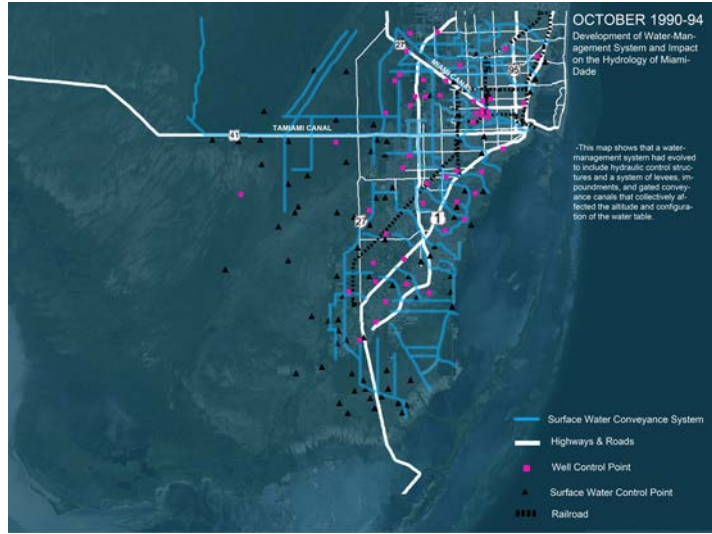 OCTOBER 1990-94
Development of Water-Man-
agement System and Impact
on the Hydrology of Miami-
Dade
27
MIAMI CANAL
95
41
TAMIAMI CANAL
-This map shows that a water-
management system had evolved
to include hydraulic control struc-
tures and a system of levees, im-
poundments, and gated convey-
ance canals that collectively af-
fected the altitude and configura-
tion of the water table.
27
1
Surface Water Conveyance System
Highways & Roads
Well Control Point
Surface Water Control Point
Railroad